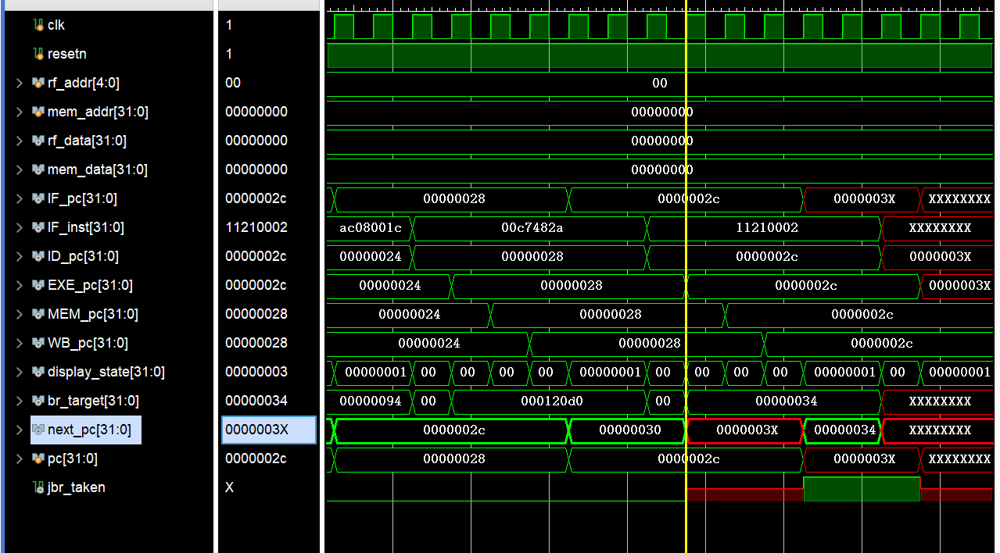 clk 1
resetn 1
rf_addr[4:0] 00 00
mem_addr[31:0] 00000000 00000000
rf_data[31:0] 00000000 00000000
mem_data[31:0] 00000000 00000000
IF_pc[31:0] 0000002c 00000028 0000002c 0000003X XXXXXXXX
IF_inst[31:0] 11210002 ac08001c 00c7482a 11210002 XXXXXXXX
ID_pc[31:0] 0000002c 00000024 00000028 0000002c 0000003X
EXE_pc[31:0] 0000002c 00000024 00000028 0000002c 0000003X
MEM_pc[31:0] 00000028 00000024 00000028 0000002c
WB_pc[31:0] 00000028 00000024 00000028 0000002c
display_state[31:0] 00000003 00000001 00 00 00 00 00000001 00 00 00 00 00000001 00 00000001
br_target[31:0] 00000034 00000094 00 000120d0 00 00000034 XXXXXXXX
next_pc[31:0] 0000003X 0000002c 00000030 0000003X 00000034 XXXXXXXX
pc[31:0] 0000002c 00000028 0000002c 0000003X XXXXXXXX
jbr_taken X